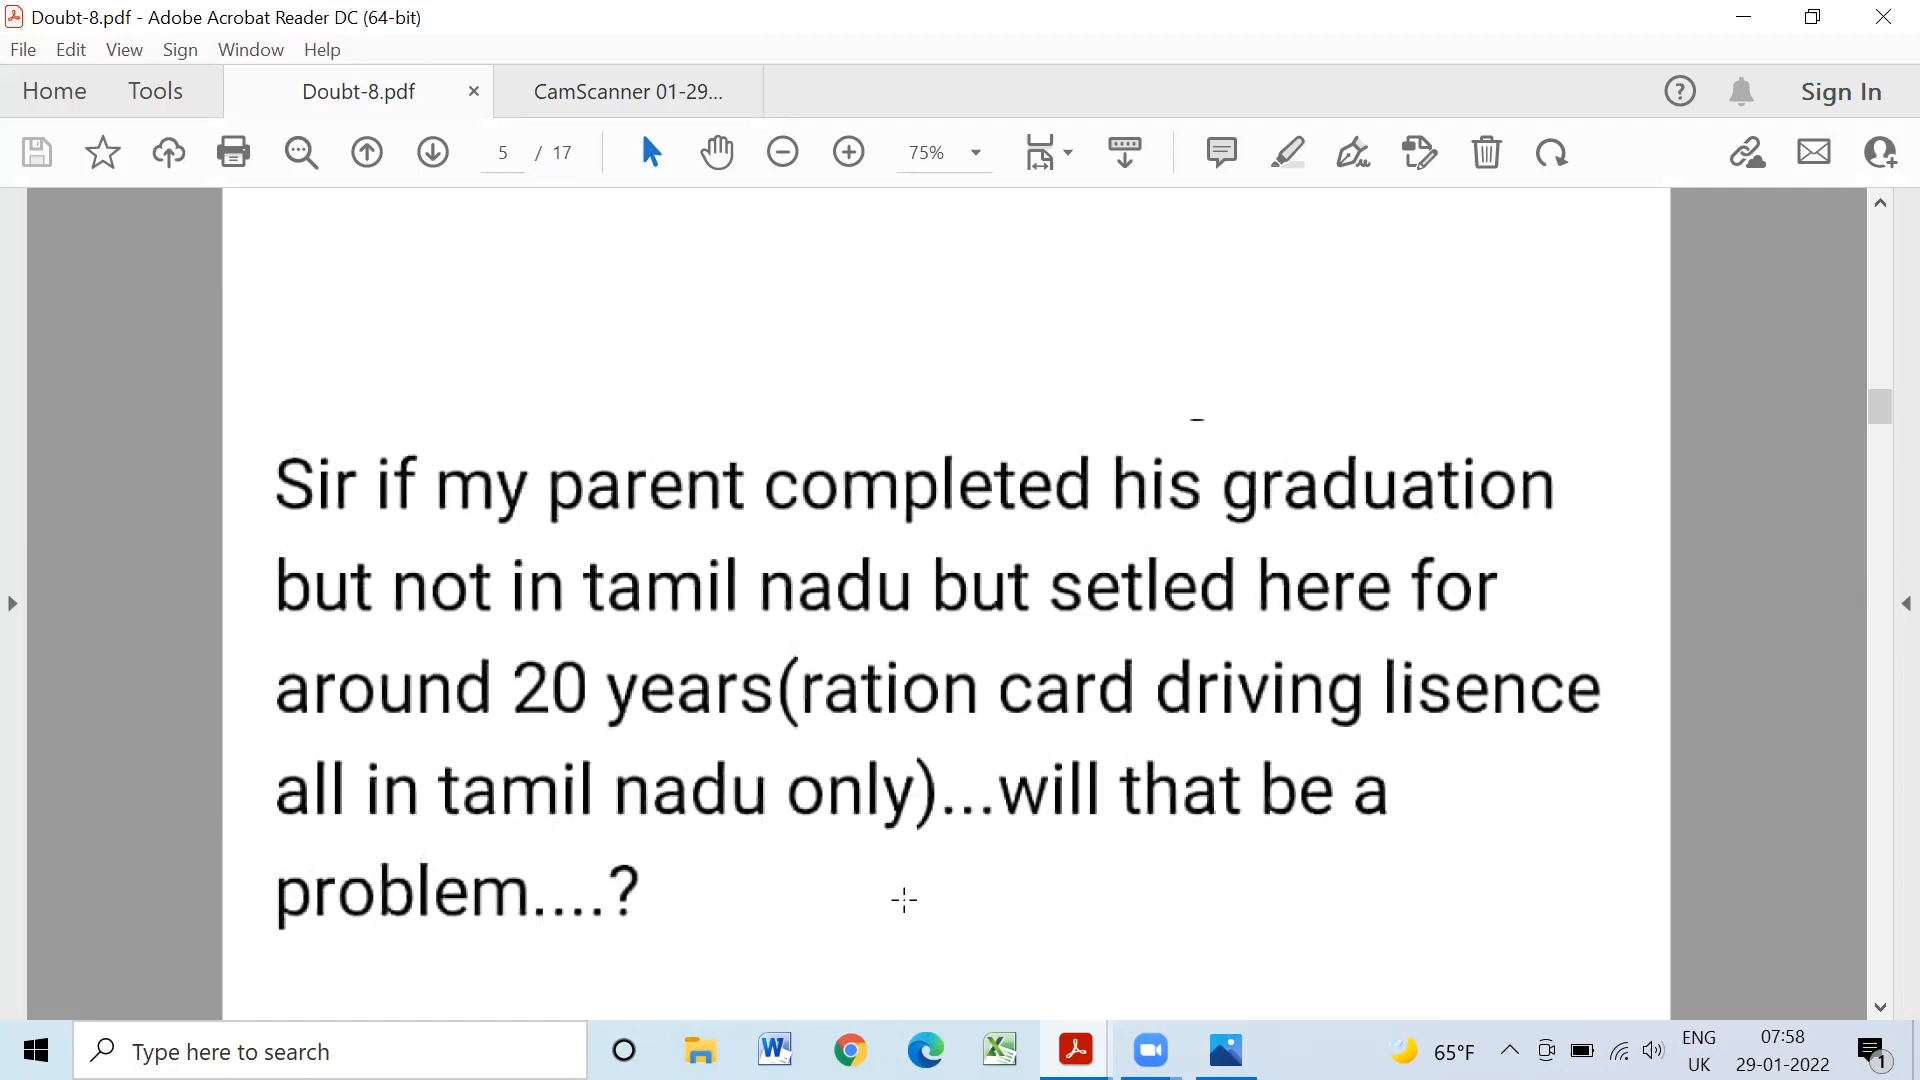 Doubt-8.pdf - Adobe Acrobat Reader DC (64-bit)
File Edit View Sign Window Help
Home Tools Doubt-8.pdf × CamScanner 01-29... ? Sign In
5 / 17 75%
Sir if my parent completed his graduation
but not in tamil nadu but setled here for
around 20 years(ration card driving lisence
all in tamil nadu only)...will that be a
problem....?
Type here to search 65°F ENG 07:58
UK 29-01-2022 1